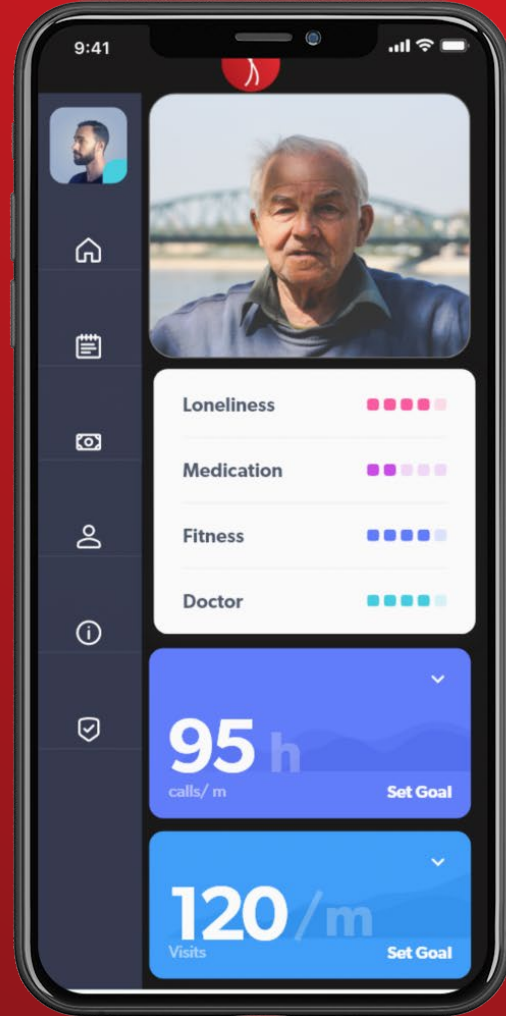 9:41
Loneliness
Medication
Fitness
Doctor
95 h
calls/ m
Set Goal
120/m
Visits
Set Goal